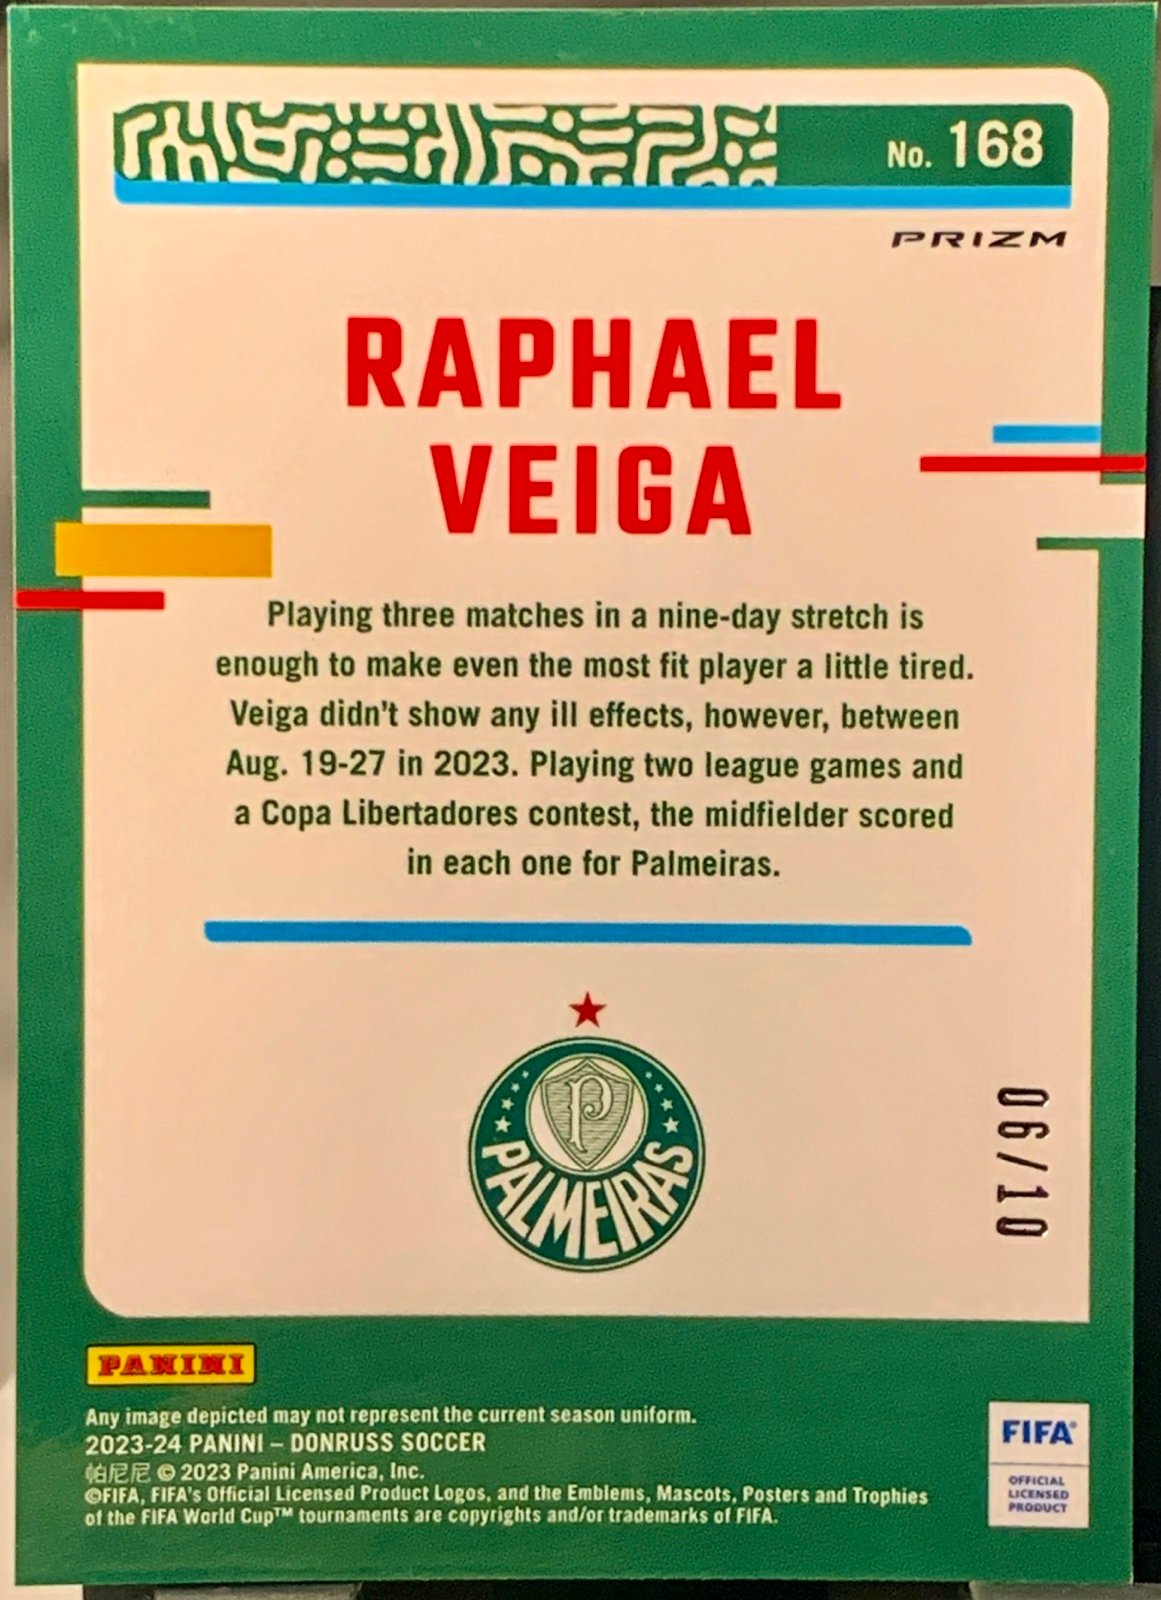 No. 168
PRIZM
RAPHAEL
VEIGA
Playing three matches in a nine-day stretch is
enough to make even the most fit player a little tired.
Veiga didn't show any ill effects, however, between
Aug. 19-27 in 2023. Playing two league games and
a Copa Libertadores contest, the midfielder scored
in each one for Palmeiras.
P
PALMEIRAS
06/10
PANINI
Any image depicted may not represent the current season uniform.
2023-24 PANINI – DONRUSS SOCCER
帕尼尼 © 2023 Panini America, Inc.
©FIFA, FIFA's Official Licensed Product Logos, and the Emblems, Mascots, Posters and Trophies
of the FIFA World Cup™ tournaments are copyrights and/or trademarks of FIFA.
FIFA®
OFFICIAL
LICENSED
PRODUCT